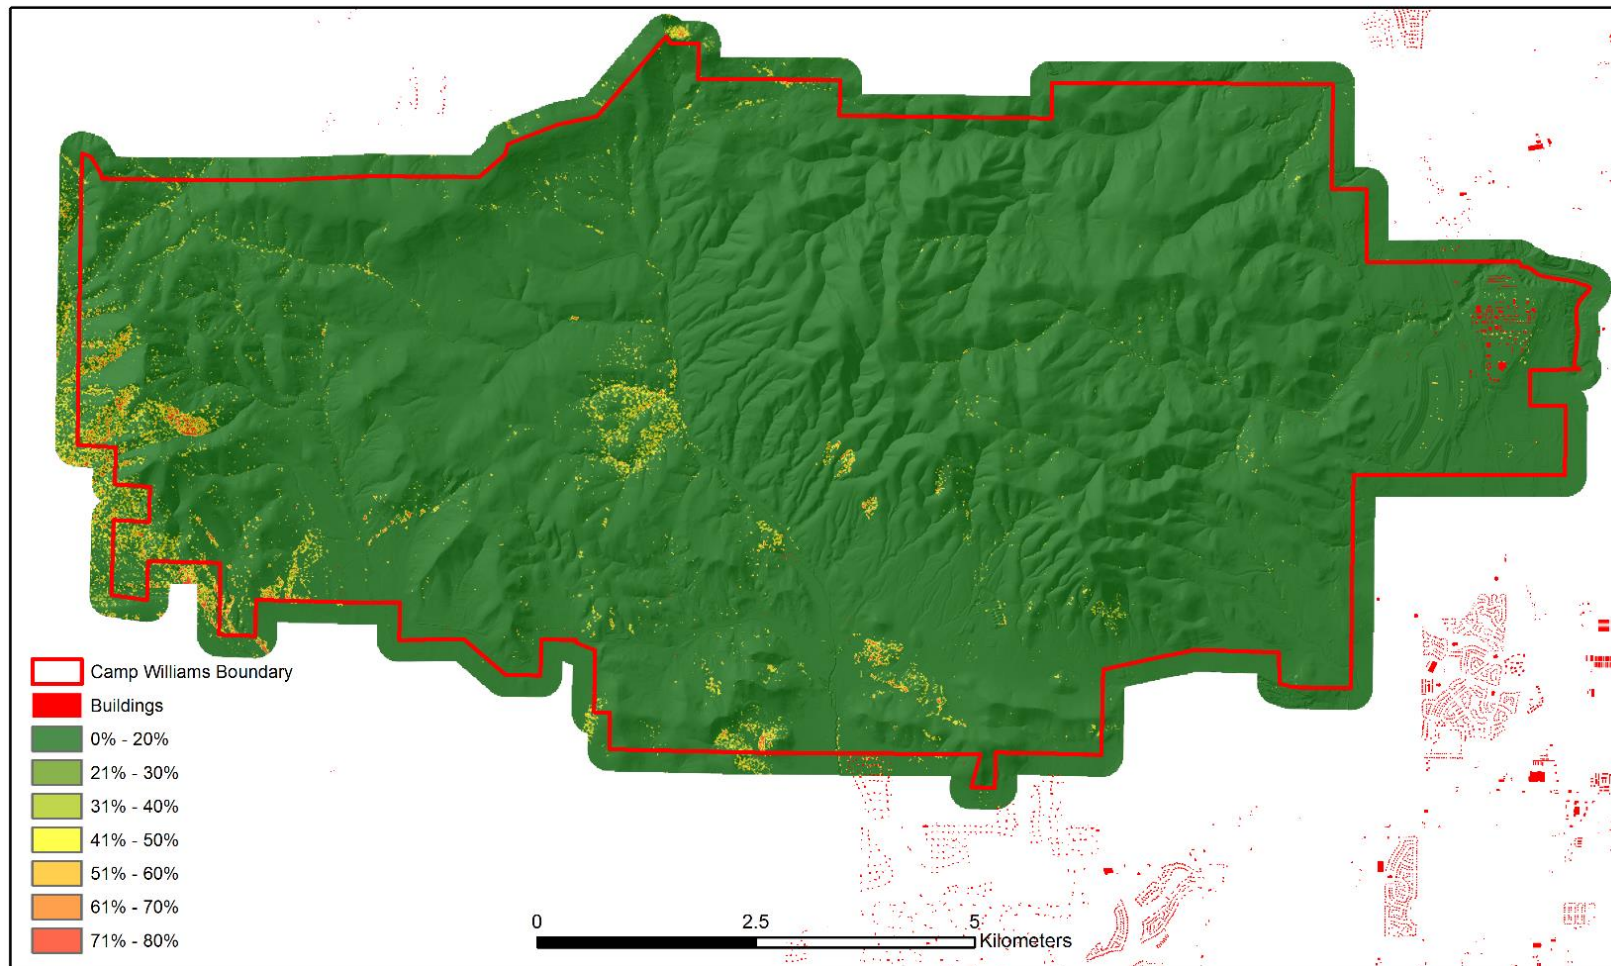 Camp Williams Boundary
Buildings
0% - 20%
21% - 30%
31% - 40%
41% - 50%
51% - 60%
61% - 70%
71% - 80%
0 2.5 5
Kilometers